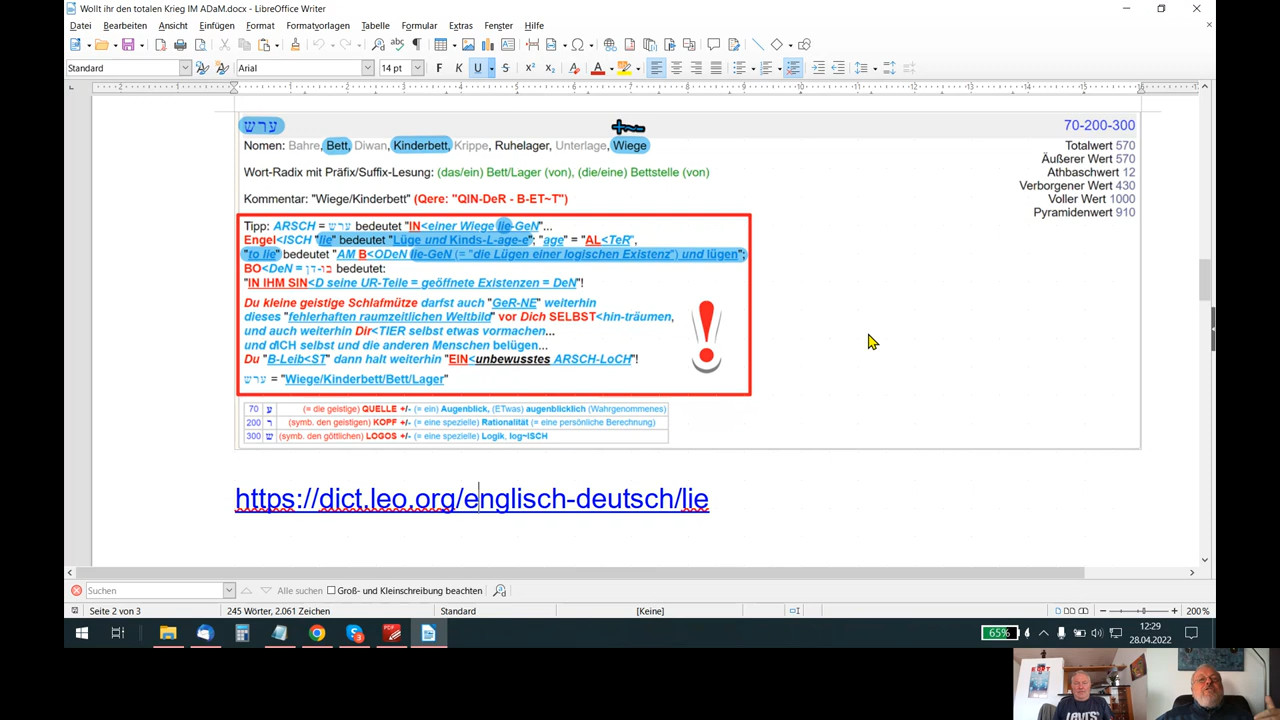 Wollt ihr den totalen Krieg IM ADaM.docx - LibreOffice Writer
Datei Bearbeiten Ansicht Einfügen Format Formatvorlagen Tabelle Formular Extras Fenster Hilfe
Standard Arial 14 pt F K U S
ערש 70-200-300
Nomen: Bahre, Bett, Diwan, Kinderbett, Krippe, Ruhelager, Unterlage, Wiege Totalwert 570
Äußerer Wert 570
Wort-Radix mit Präfix/Suffix-Lesung: (das/ein) Bett/Lager (von), (die/eine) Bettstelle (von) Athbaschwert 12
Verborgener Wert 430
Kommentar: "Wiege/Kinderbett" (Qere: "QIN-DeR - B-ET~T") Voller Wert 1000
Pyramidenwert 910
Tipp: ARSCH = ערש bedeutet "IN<einer Wiege lie-GeN"...
Engel<ISCH "lie" bedeutet "Lüge und Kinds-L-age-e"; "age" = "AL<TeR",
"to lie" bedeutet "AM B<ODeN lie-GeN (= "die Lügen einer logischen Existenz") und lügen";
BO<DeN = בו-דן bedeutet:
"IN IHM SIN<D seine UR-Teile = geöffnete Existenzen = DeN"!
Du kleine geistige Schlafmütze darfst auch "GeR-NE" weiterhin
dieses "fehlerhaften raumzeitlichen Weltbild" vor Dich SELBST<hin-träumen,
und auch weiterhin Dir<TIER selbst etwas vormachen...
und dICH selbst und die anderen Menschen belügen...
Du "B-Leib<ST" dann halt weiterhin "EIN<unbewusstes ARSCH-LoCH"!
ערש = "Wiege/Kinderbett/Bett/Lager"
70 ע (= die geistige) QUELLE +/- (= ein) Augenblick, (ETwas) augenblicklich (Wahrgenommenes)
200 ר (symb. den geistigen) KOPF +/- (= eine spezielle) Rationalität (= eine persönliche Berechnung)
300 ש (symb. den göttlichen) LOGOS +/- (= eine spezielle) Logik, log~ISCH
https://dict.leo.org/englisch-deutsch/lie
Suchen Alle suchen Groß- und Kleinschreibung beachten
Seite 2 von 3 245 Wörter, 2.061 Zeichen Standard [Keine] 200%
65% 12:29
28.04.2022
LEVI'S